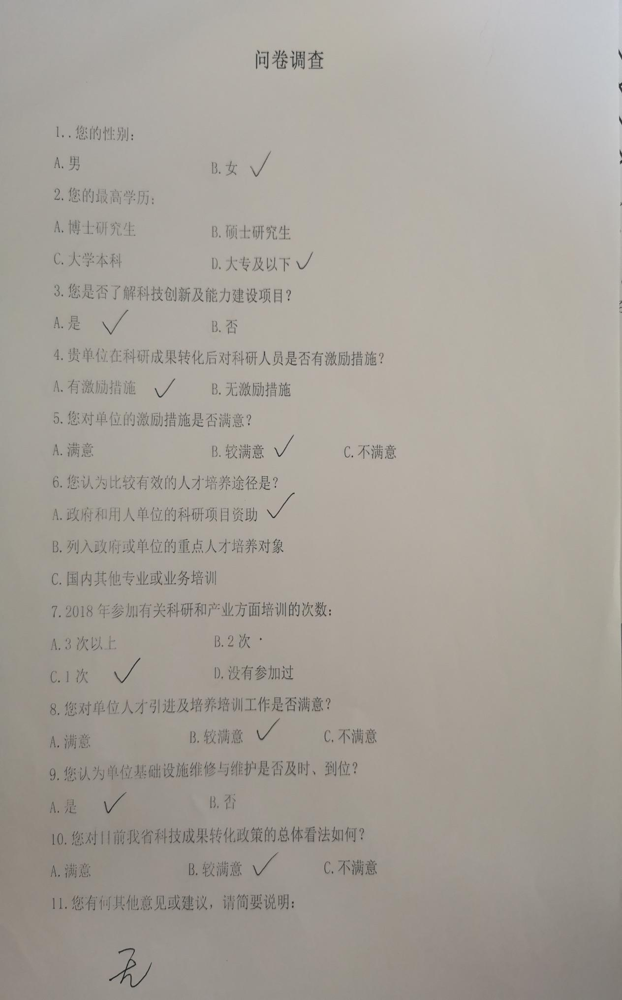 问卷调查
1..您的性别:
A.男 B.女 ✓
2.您的最高学历:
A.博士研究生 B.硕士研究生
C.大学本科 D.大专及以下 ✓
3.您是否了解科技创新及能力建设项目?
A.是 ✓ B.否
4.贵单位在科研成果转化后对科研人员是否有激励措施?
A.有激励措施 ✓ B.无激励措施
5.您对单位的激励措施是否满意?
A.满意 B.较满意 ✓ C.不满意
6.您认为比较有效的人才培养途径是?
A.政府和用人单位的科研项目资助 ✓
B.列入政府或单位的重点人才培养对象
C.国内其他专业或业务培训
7.2018年参加有关科研和产业方面培训的次数:
A.3次以上 B.2次
C.1次 ✓ D.没有参加过
8.您对单位人才引进及培养培训工作是否满意?
A.满意 B.较满意 ✓ C.不满意
9.您认为单位基础设施维修与维护是否及时、到位?
A.是 ✓ B.否
10.您对目前我省科技成果转化政策的总体看法如何?
A.满意 B.较满意 ✓ C.不满意
11.您有何其他意见或建议，请简要说明:
无